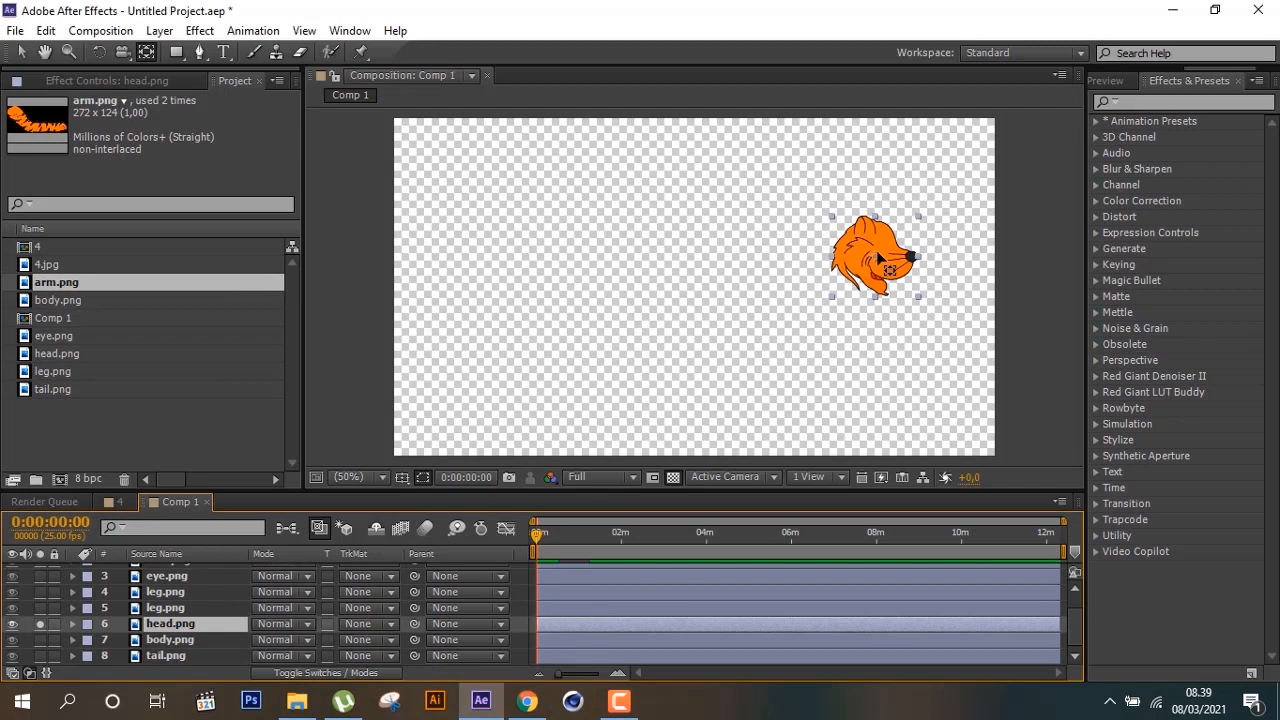 Adobe After Effects - Untitled Project.aep *
File Edit Composition Layer Effect Animation View Window Help
Workspace: Standard Search Help
Effect Controls: head.png Project
Composition: Comp 1
Preview Effects & Presets
arm.png ▼, used 2 times
272 x 124 (1,00)
Millions of Colors+ (Straight)
non-interlaced
Comp 1
Name
4
4.jpg
arm.png
body.png
Comp 1
eye.png
head.png
leg.png
tail.png
8 bpc
(50%) 0:00:00:00 Full Active Camera 1 View +0,0
* Animation Presets
3D Channel
Audio
Blur & Sharpen
Channel
Color Correction
Distort
Expression Controls
Generate
Keying
Magic Bullet
Matte
Mettle
Noise & Grain
Obsolete
Perspective
Red Giant Denoiser II
Red Giant LUT Buddy
Rowbyte
Simulation
Stylize
Synthetic Aperture
Text
Time
Transition
Trapcode
Utility
Video Copilot
Render Queue 4 Comp 1
0:00:00:00
00000 (25.00 fps)
02m 04m 06m 08m 10m 12m
# Source Name Mode T TrkMat Parent
3 eye.png Normal None None
4 leg.png Normal None None
5 leg.png Normal None None
6 head.png Normal None None
7 body.png Normal None None
8 tail.png Normal None None
Toggle Switches / Modes
Ps Ai Ae
08.39
08/03/2021
1